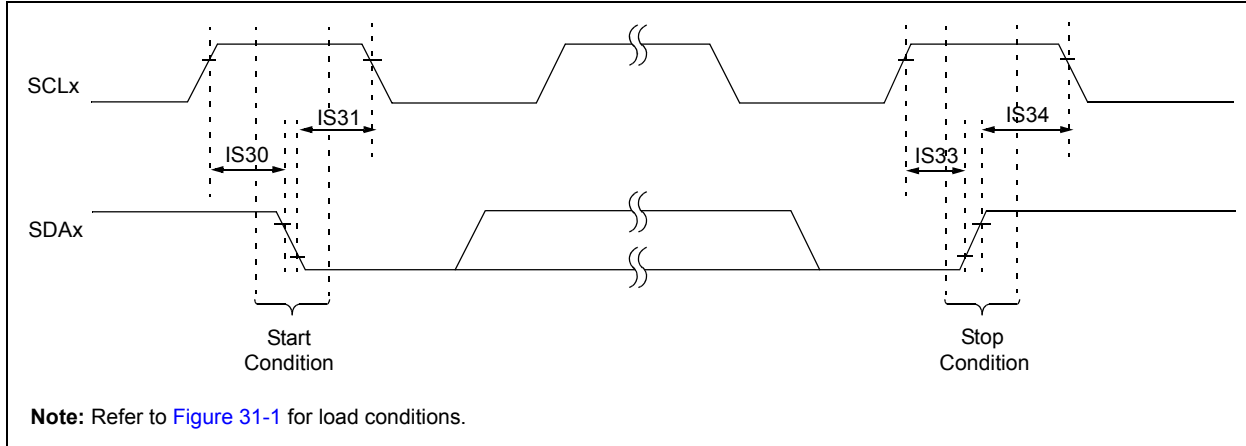 SCLx
IS31
IS34
IS30
IS33
SDAx
Start
Condition
Stop
Condition
Note: Refer to Figure 31-1 for load conditions.